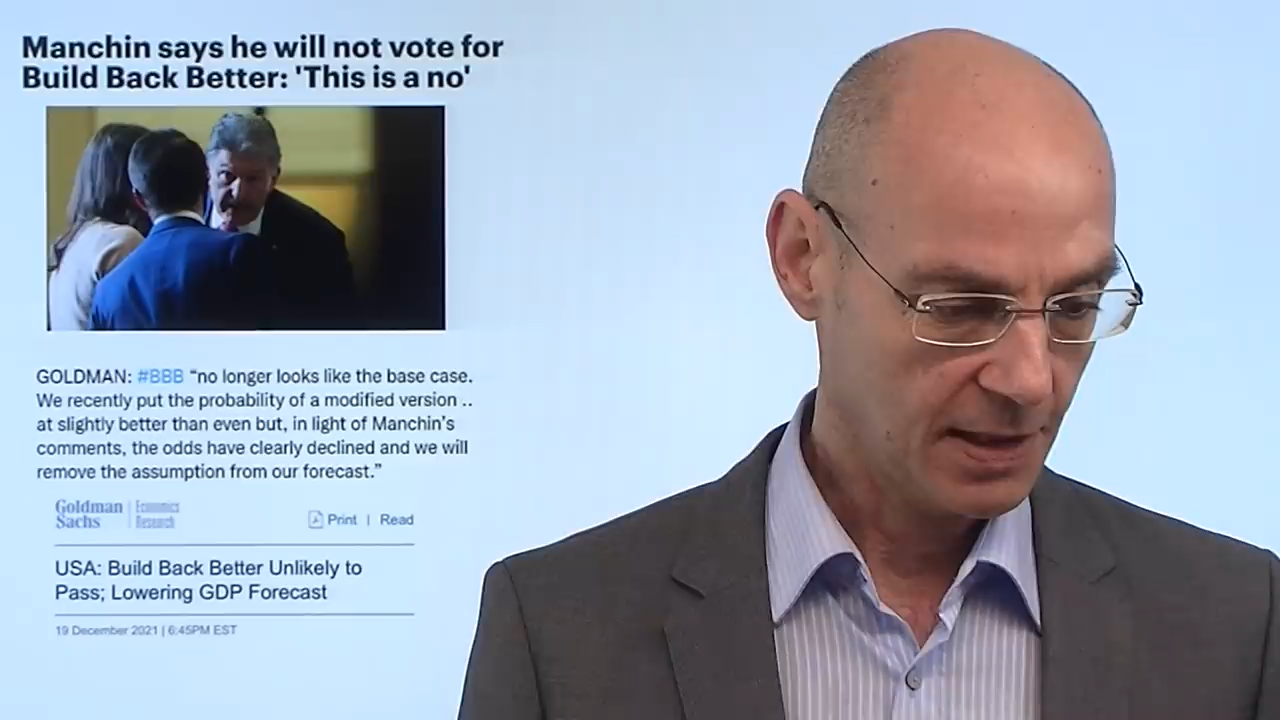 Manchin says he will not vote for
Build Back Better: 'This is a no'
GOLDMAN: #BBB “no longer looks like the base case.
We recently put the probability of a modified version ..
at slightly better than even but, in light of Manchin’s
comments, the odds have clearly declined and we will
remove the assumption from our forecast.”
Goldman Sachs | Economics Research
Print | Read
USA: Build Back Better Unlikely to
Pass; Lowering GDP Forecast
19 December 2021 | 6:45PM EST